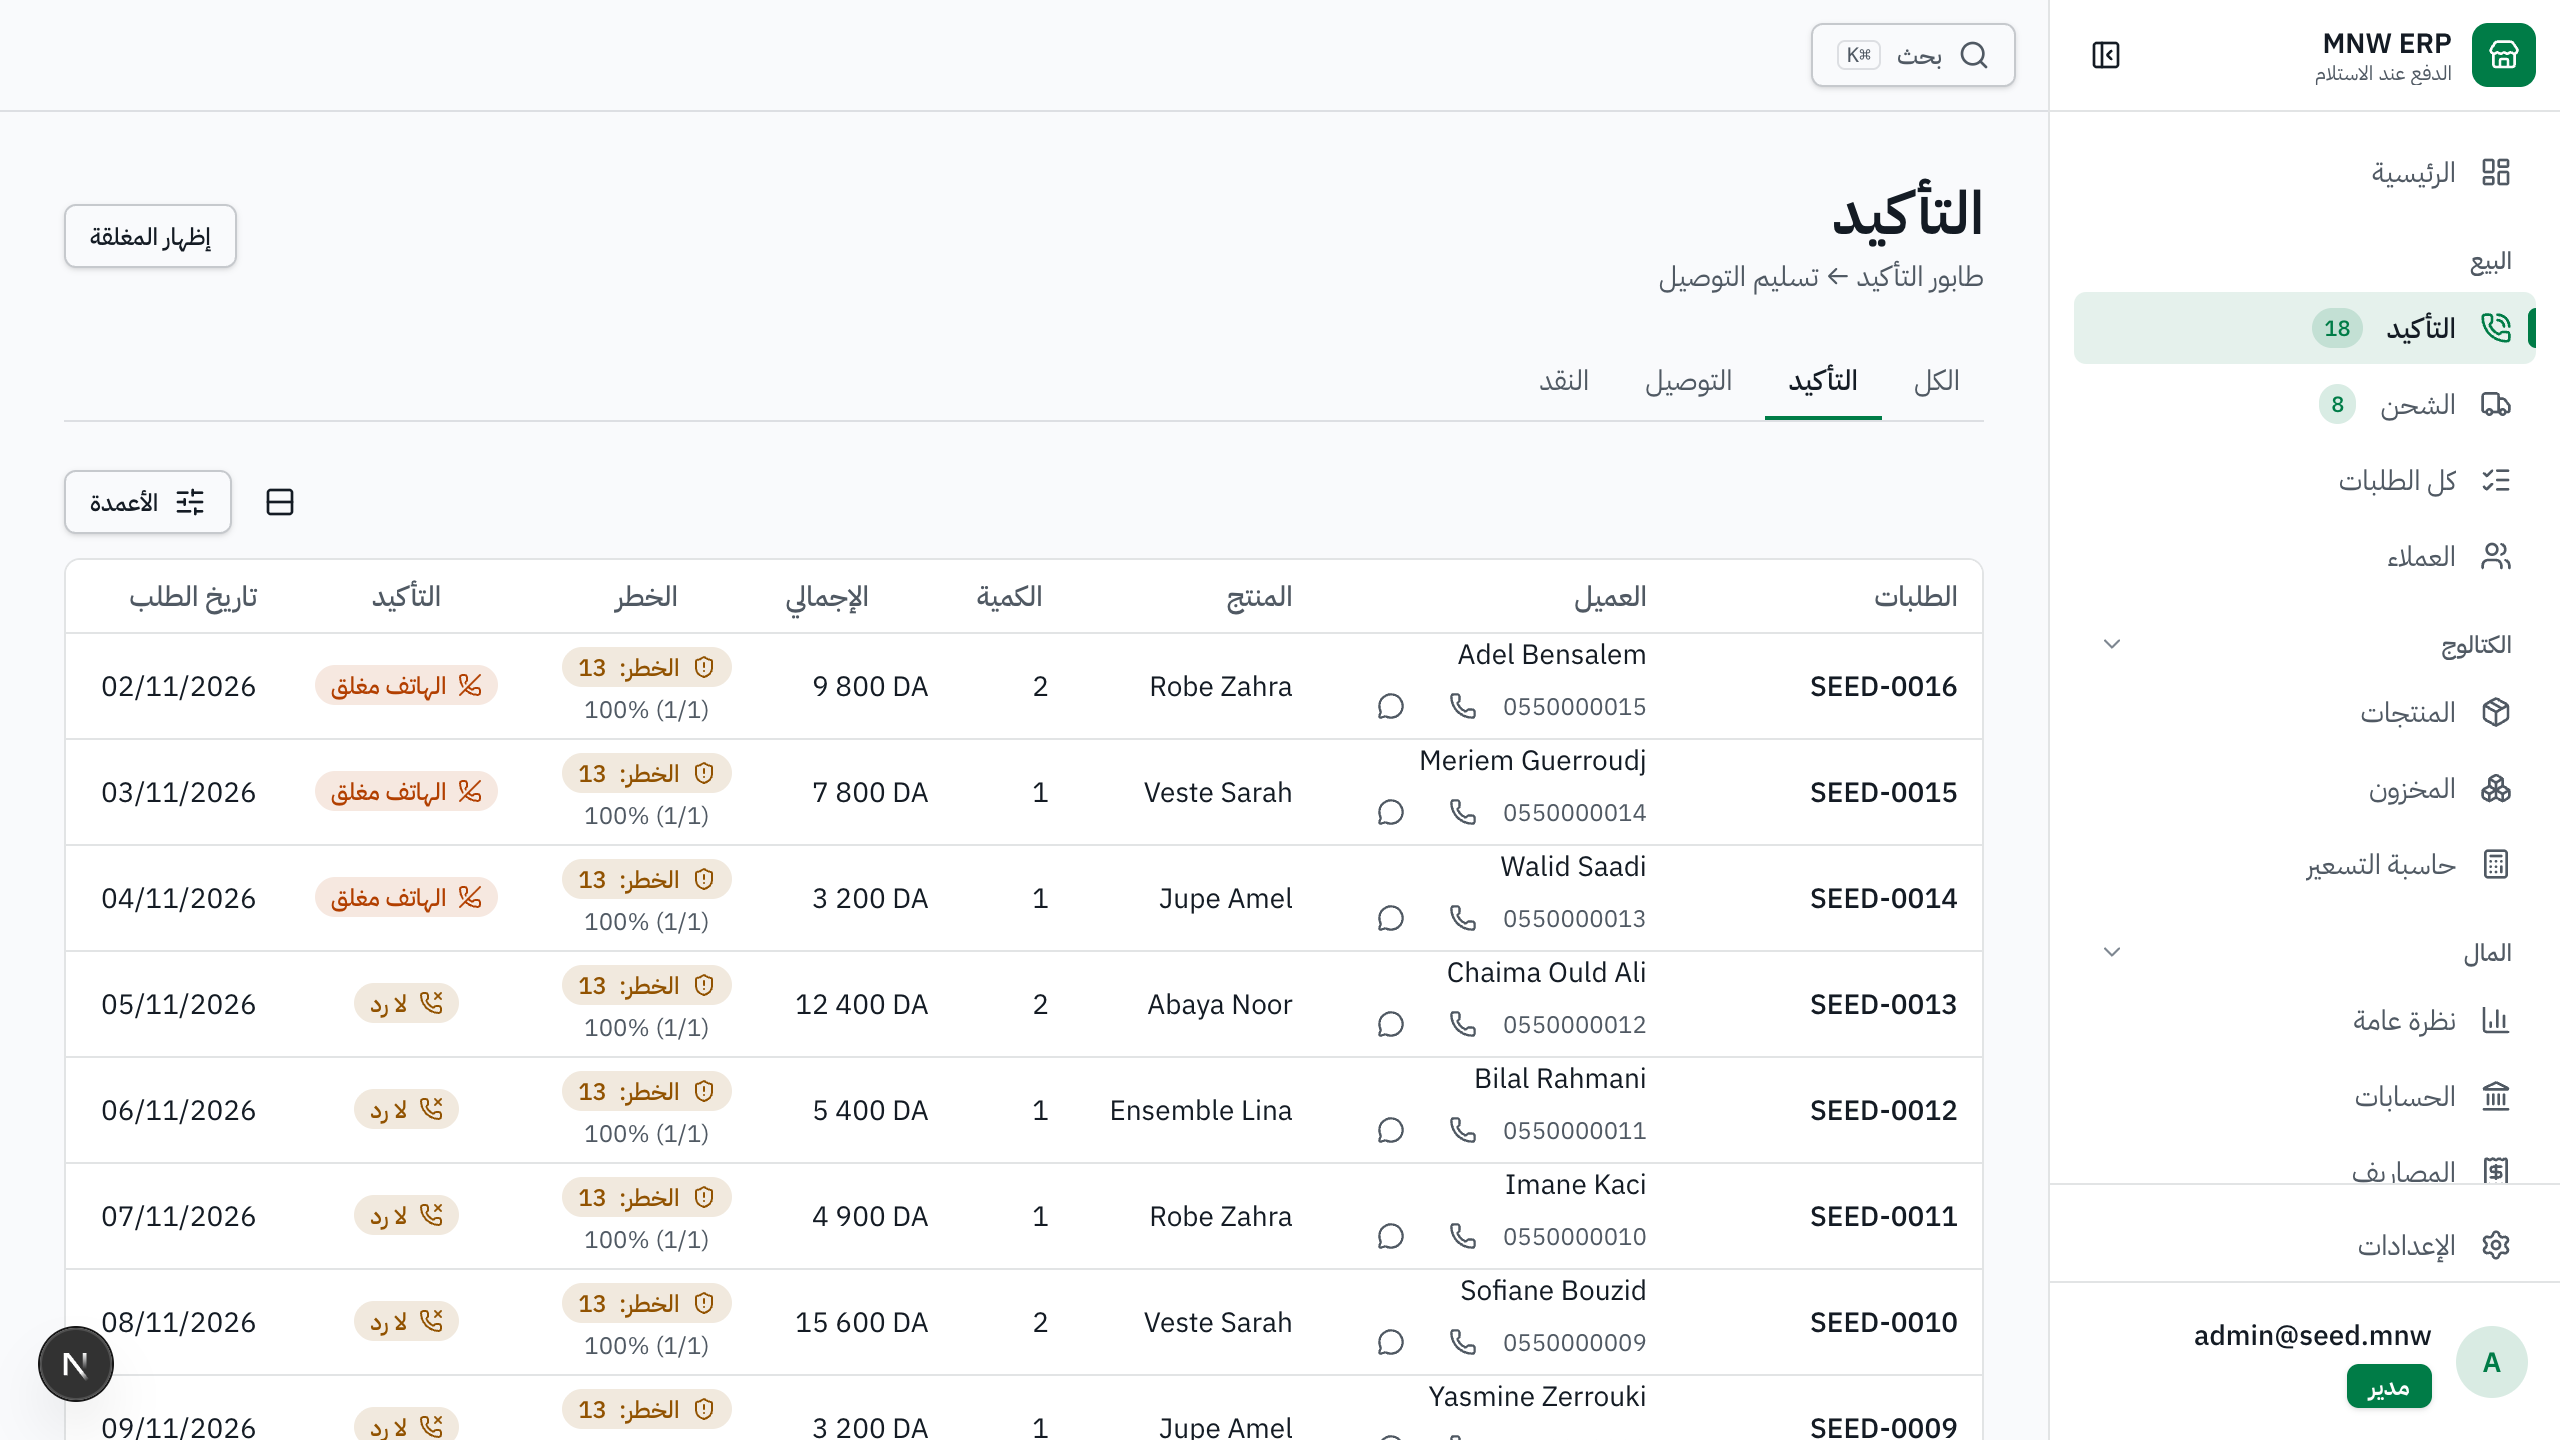 MNW ERP
الدفع عند الاستلام
الرئيسية
البيع
التأكيد 18
الشحن 8
كل الطلبات
العملاء
الكتالوج
المنتجات
المخزون
حاسبة التسعير
المال
نظرة عامة
الحسابات
المصاريف
الإعدادات
admin@seed.mnw
A
مدير
بحث ⌘K
التأكيد
طابور التأكيد ← تسليم التوصيل
إظهار المغلقة
الكل التأكيد التوصيل النقد
الأعمدة
الطلبات العميل المنتج الكمية الإجمالي الخطر التأكيد تاريخ الطلب
SEED-0016 Adel Bensalem 0550000015 Robe Zahra 2 9 800 DA الخطر: 13 100% (1/1) الهاتف مغلق 02/11/2026
SEED-0015 Meriem Guerroudj 0550000014 Veste Sarah 1 7 800 DA الخطر: 13 100% (1/1) الهاتف مغلق 03/11/2026
SEED-0014 Walid Saadi 0550000013 Jupe Amel 1 3 200 DA الخطر: 13 100% (1/1) الهاتف مغلق 04/11/2026
SEED-0013 Chaima Ould Ali 0550000012 Abaya Noor 2 12 400 DA الخطر: 13 100% (1/1) لا رد 05/11/2026
SEED-0012 Bilal Rahmani 0550000011 Ensemble Lina 1 5 400 DA الخطر: 13 100% (1/1) لا رد 06/11/2026
SEED-0011 Imane Kaci 0550000010 Robe Zahra 1 4 900 DA الخطر: 13 100% (1/1) لا رد 07/11/2026
SEED-0010 Sofiane Bouzid 0550000009 Veste Sarah 2 15 600 DA الخطر: 13 100% (1/1) لا رد 08/11/2026
SEED-0009 Yasmine Zerrouki Jupe Amel 1 3 200 DA الخطر: 13 لا رد 09/11/2026
N